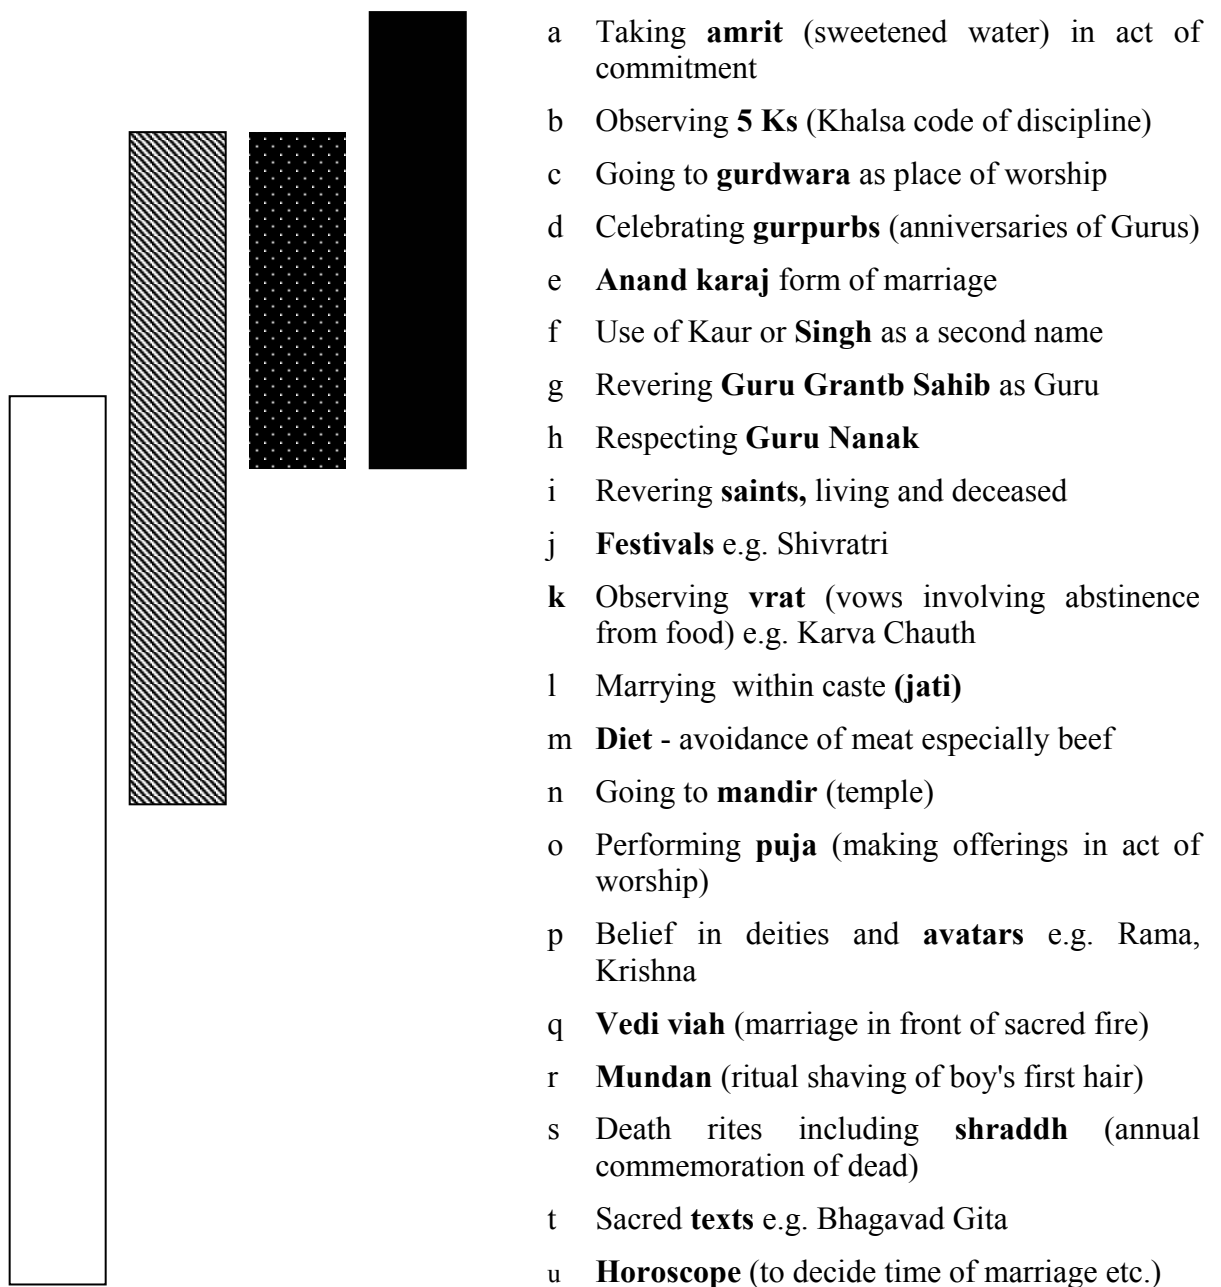 a Taking amrit (sweetened water) in act of
commitment
b Observing 5 Ks (Khalsa code of discipline)
c Going to gurdwara as place of worship
d Celebrating gurpurbs (anniversaries of Gurus)
e Anand karaj form of marriage
f Use of Kaur or Singh as a second name
g Revering Guru Grantb Sahib as Guru
h Respecting Guru Nanak
i Revering saints, living and deceased
j Festivals e.g. Shivratri
k Observing vrat (vows involving abstinence
from food) e.g. Karva Chauth
l Marrying within caste (jati)
m Diet - avoidance of meat especially beef
n Going to mandir (temple)
o Performing puja (making offerings in act of
worship)
p Belief in deities and avatars e.g. Rama,
Krishna
q Vedi viah (marriage in front of sacred fire)
r Mundan (ritual shaving of boy's first hair)
s Death rites including shraddh (annual
commemoration of dead)
t Sacred texts e.g. Bhagavad Gita
u Horoscope (to decide time of marriage etc.)